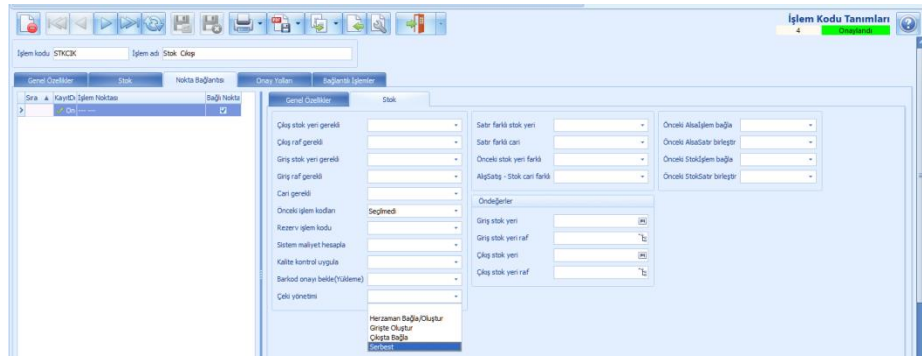 İşlem Kodu Tanımları
4 Onaylandı
İşlem kodu STKCIK İşlem adı Stok Çıkışı
Genel Özellikler Stok Nokta Bağlantısı Onay Yolları Bağlantılı İşlemler
Sıra KayıtDı İşlem Noktası Bağlı Nokta
On --- ---
Genel Özellikler Stok
Çıkış stok yeri gerekli
Çıkış raf gerekli
Giriş stok yeri gerekli
Giriş raf gerekli
Cari gerekli
Önceki işlem kodları Seçilmedi
Rezerv işlem kodu
Sistem maliyet hesapla
Kalite kontrol uygula
Barkod onayı bekle(Yükleme)
Çeki yönetimi
Herzaman Bağla/Oluştur
Girişte Oluştur
Çıkışta Bağla
Serbest
Satır farklı stok yeri
Satır farklı cari
Önceki stok yeri farklı
AlışSatış - Stok cari farklı
Öndeğerler
Giriş stok yeri
Giriş stok yeri raf
Çıkış stok yeri
Çıkış stok yeri raf
Önceki Alsaİşlem bağla
Önceki AlsaSatır birleştir
Önceki Stokİşlem bağla
Önceki StokSatır birleştir